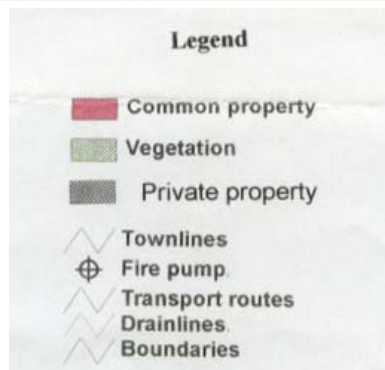 Legend
Common property
Vegetation
Private property
Townlines
Fire pump.
Transport routes
Drainlines.
Boundaries